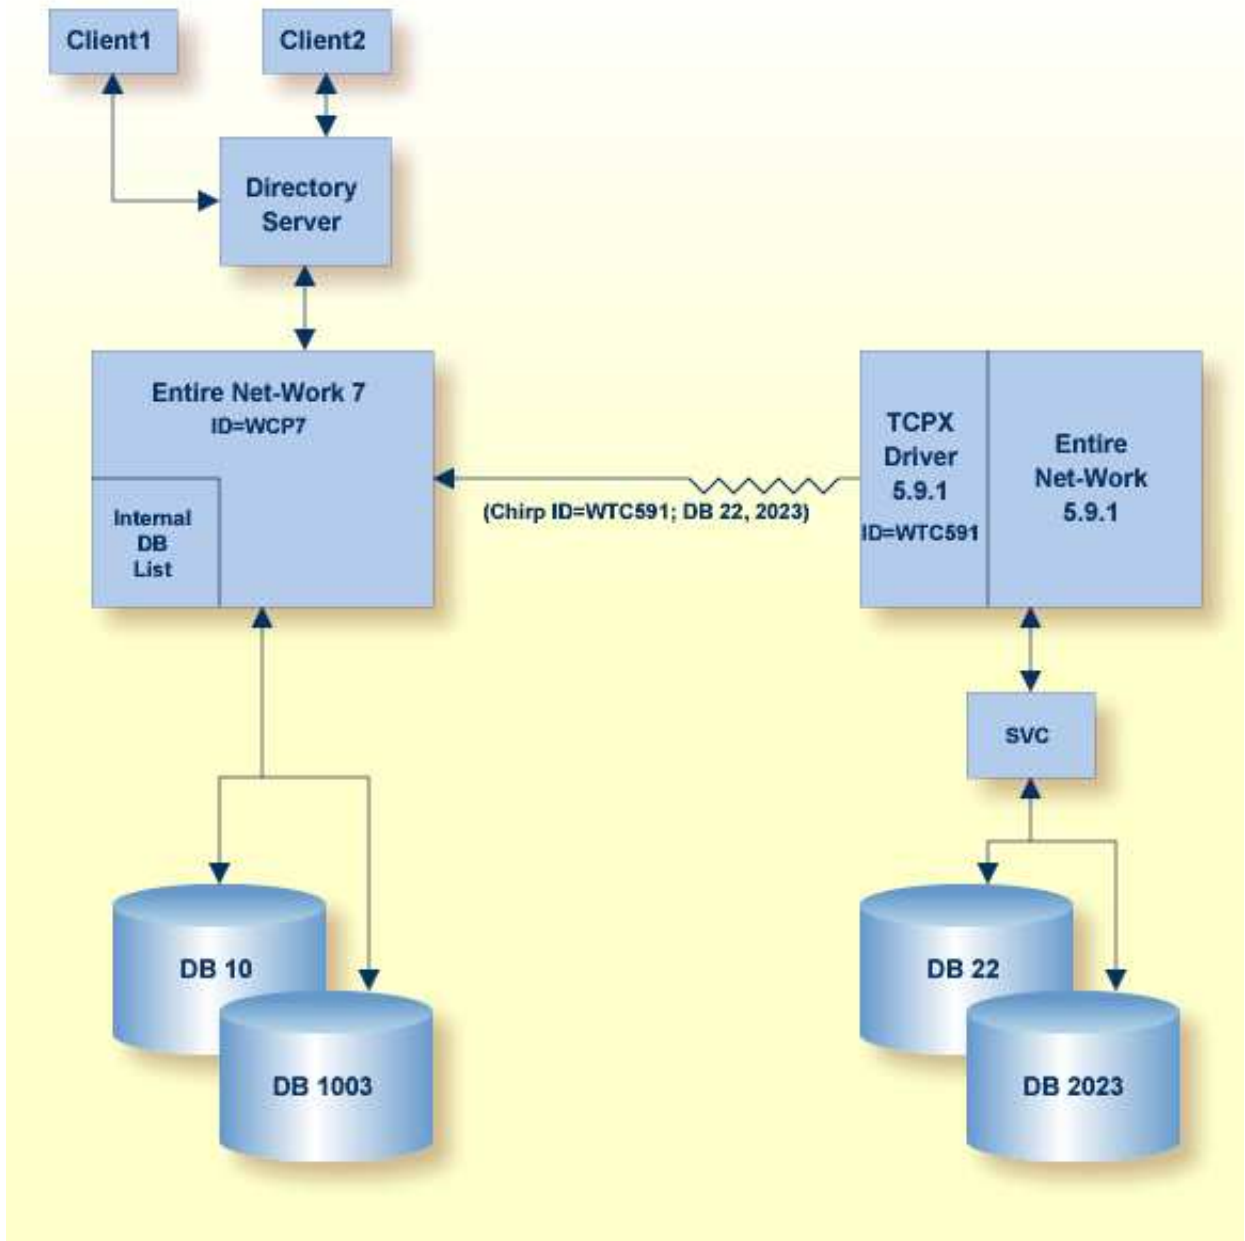 Client1
Client2
Directory
Server
Entire Net-Work 7
ID=WCP7
Internal
DB
List
(Chirp ID=WTC591; DB 22, 2023)
TCPX
Driver
5.9.1
ID=WTC591
Entire
Net-Work
5.9.1
SVC
DB 10
DB 1003
DB 22
DB 2023